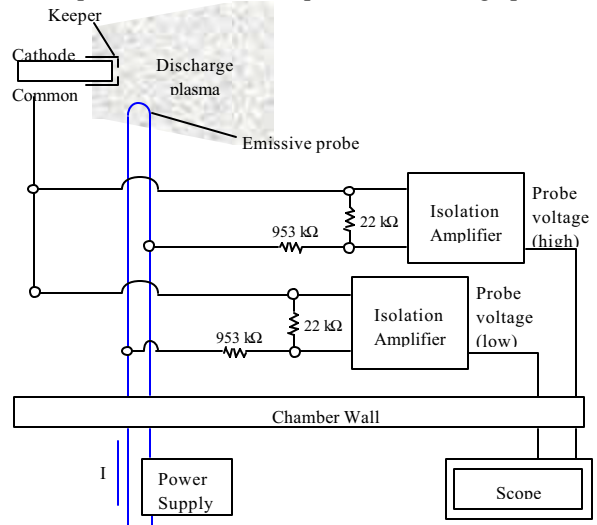 Keeper
Cathode
Common
Discharge
plasma
Emissive probe
953 kΩ
22 kΩ
Isolation
Amplifier
Probe
voltage
(high)
953 kΩ
22 kΩ
Isolation
Amplifier
Probe
voltage
(low)
Chamber Wall
I
Power
Supply
Scope